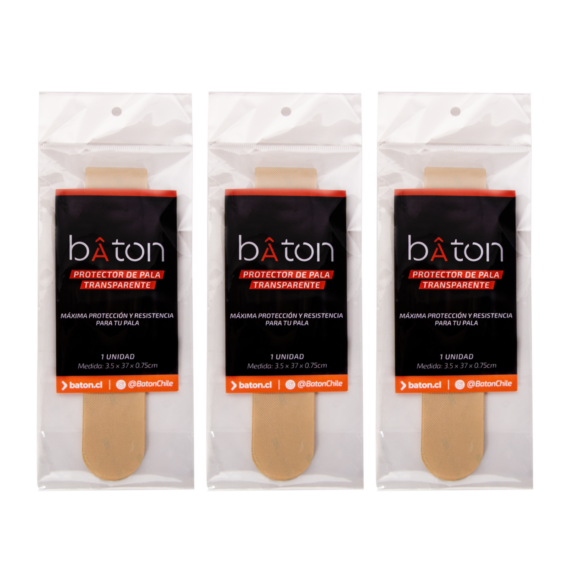 bÂton
PROTECTOR DE PALA
TRANSPARENTE
MÁXIMA PROTECCIÓN Y RESISTENCIA
PARA TU PALA
1 UNIDAD
Medida: 3.5 x 37 x 0.75cm
baton.cl | @BatonChile
bÂton
PROTECTOR DE PALA
TRANSPARENTE
MÁXIMA PROTECCIÓN Y RESISTENCIA
PARA TU PALA
1 UNIDAD
Medida: 3.5 x 37 x 0.75cm
baton.cl | @BatonChile
bÂton
PROTECTOR DE PALA
TRANSPARENTE
MÁXIMA PROTECCIÓN Y RESISTENCIA
PARA TU PALA
1 UNIDAD
Medida: 3.5 x 37 x 0.75cm
baton.cl | @BatonChile